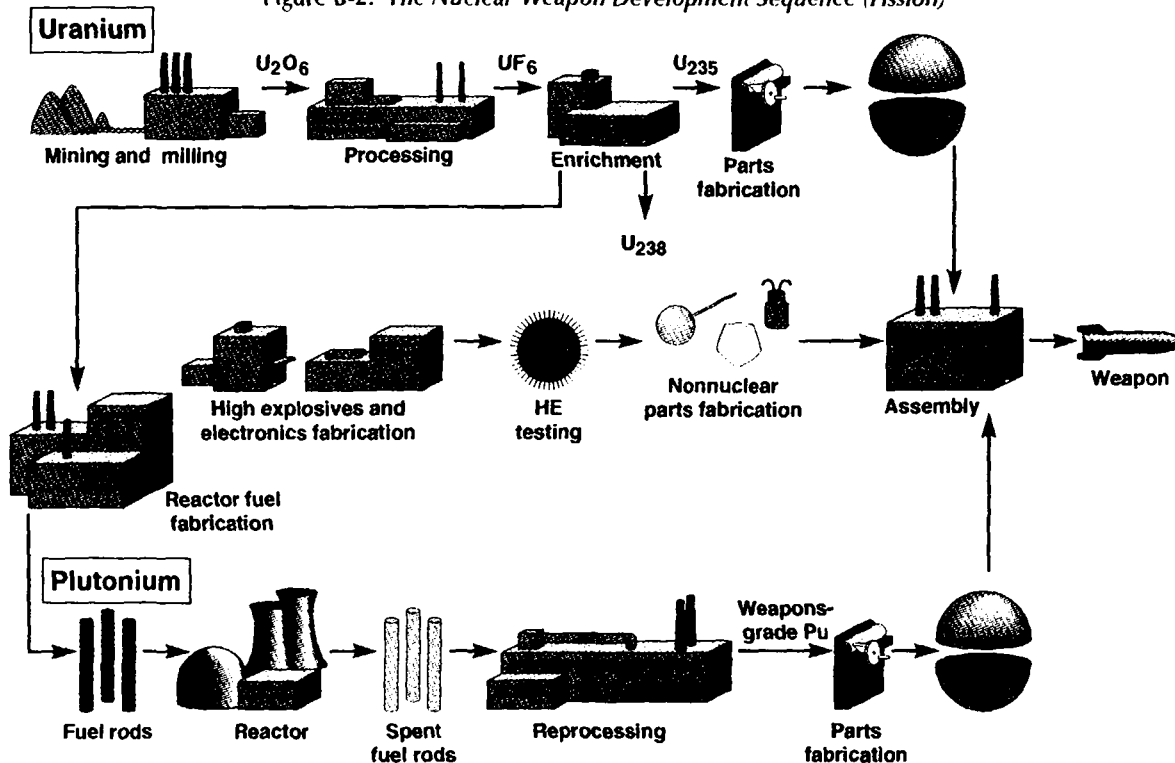 Figure B-2: The Nuclear Weapon Development Sequence (Fission)
Uranium
U2O6
UF6
U235
Mining and milling
Processing
Enrichment
Parts
fabrication
U238
High explosives and
electronics fabrication
HE
testing
Nonnuclear
parts fabrication
Assembly
Weapon
Reactor fuel
fabrication
Plutonium
Weapons-
grade Pu
Fuel rods
Reactor
Spent
fuel rods
Reprocessing
Parts
fabrication